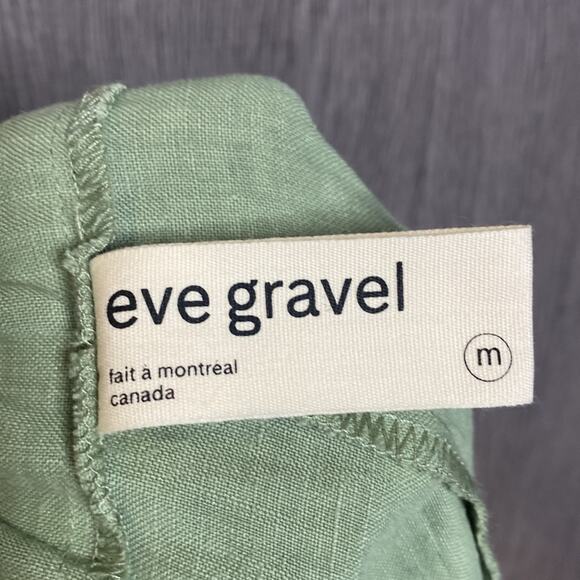 eve gravel
fait à montréal
canada
m